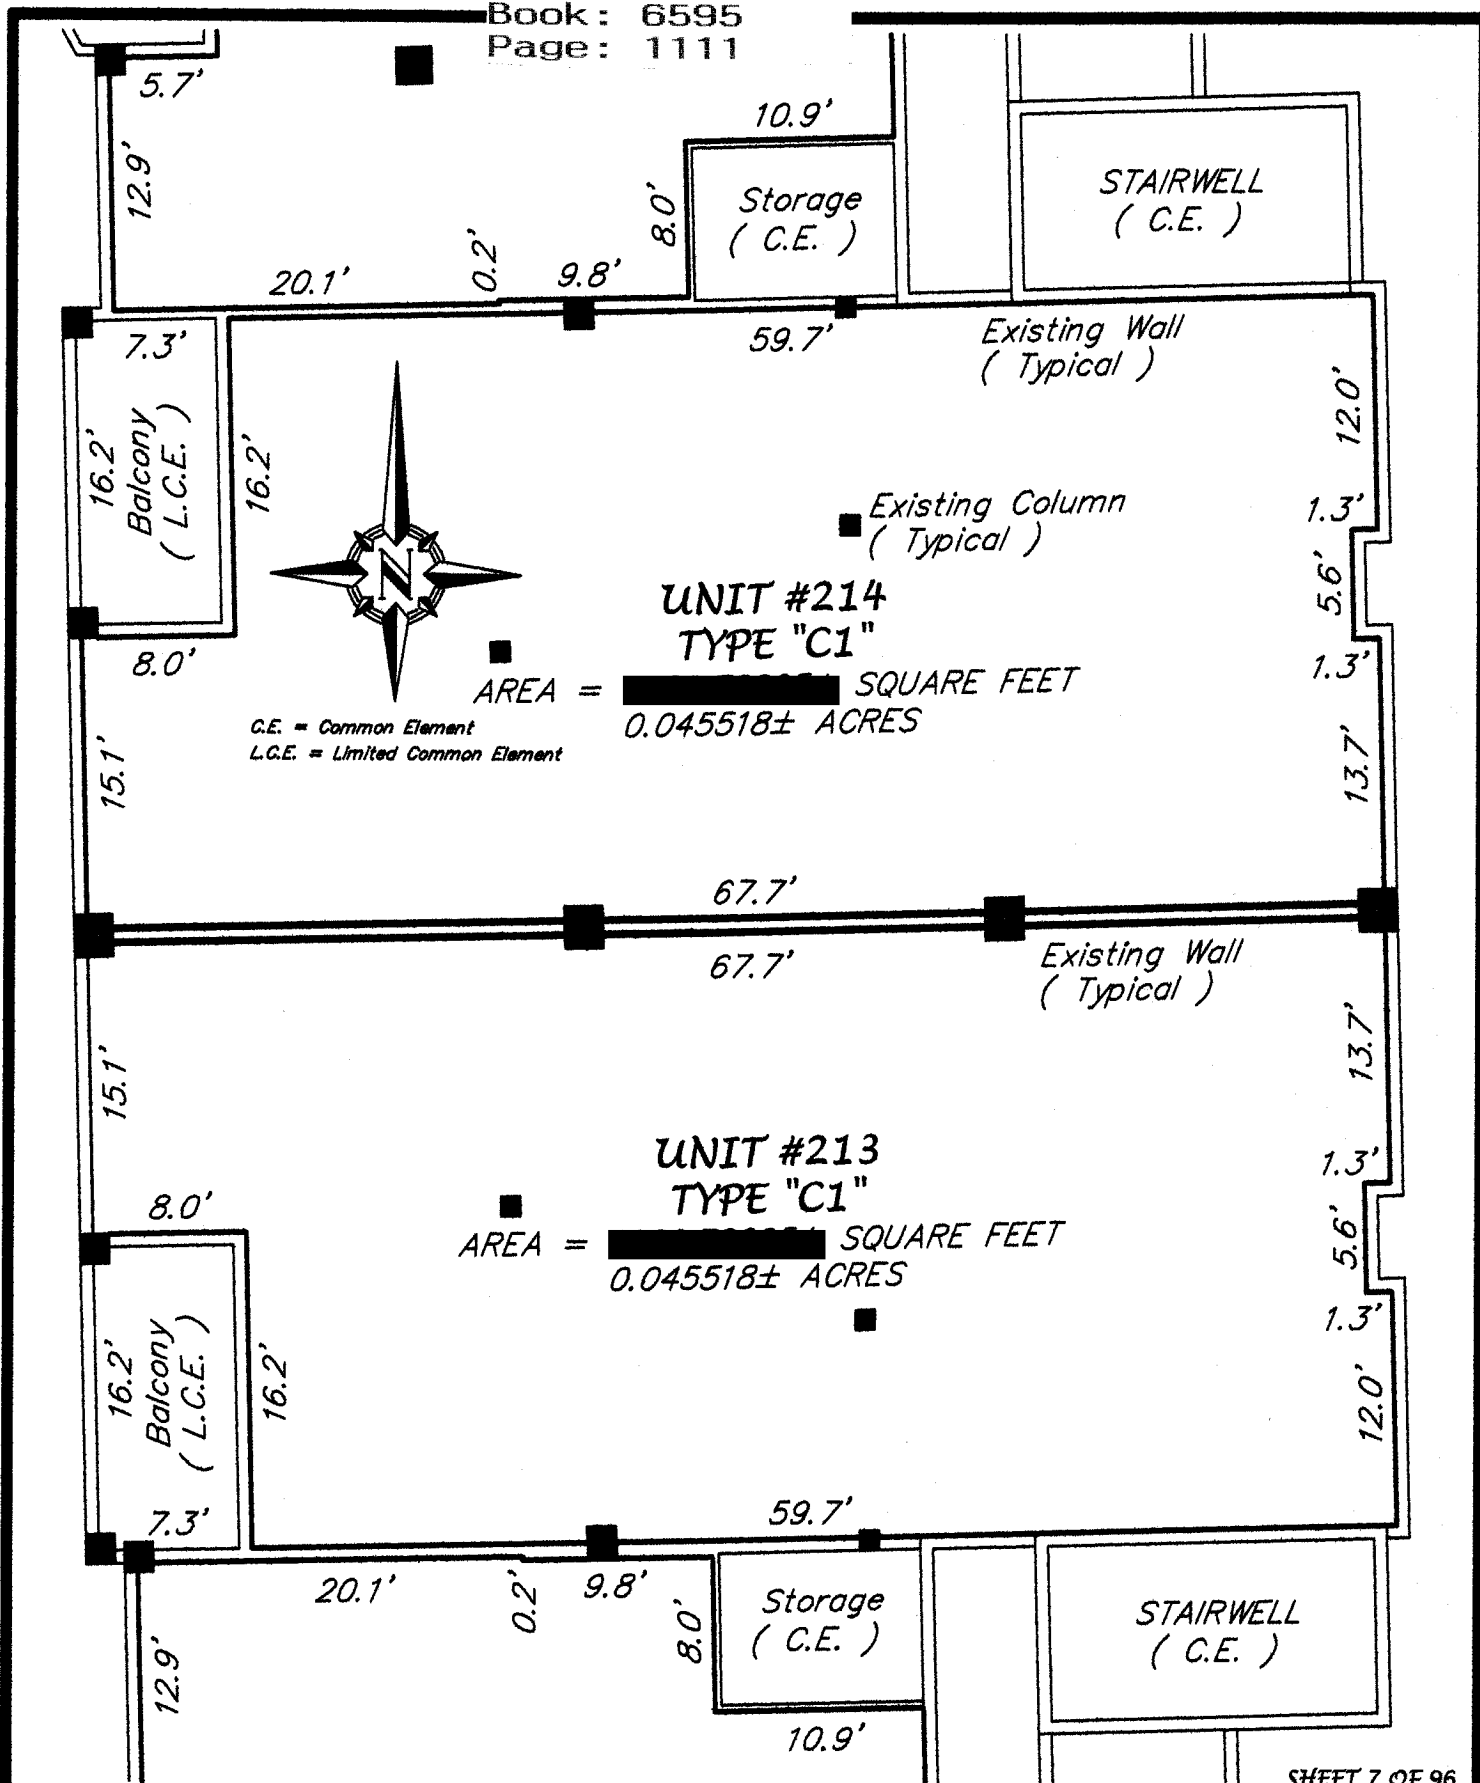 Book: 6595
Page: 1111
5.7'
12.9'
10.9'
8.0'
Storage
( C.E. )
STAIRWELL
( C.E. )
20.1'
0.2'
9.8'
7.3'
59.7'
Existing Wall
( Typical )
12.0'
16.2'
Balcony
( L.C.E. )
16.2'
N
Existing Column
( Typical )
1.3'
5.6'
1.3'
UNIT #214
TYPE "C1"
8.0'
AREA = SQUARE FEET
0.045518± ACRES
C.E. = Common Element
L.C.E. = Limited Common Element
15.1'
13.7'
67.7'
67.7'
Existing Wall
( Typical )
15.1'
13.7'
UNIT #213
TYPE "C1"
AREA = SQUARE FEET
0.045518± ACRES
1.3'
5.6'
1.3'
8.0'
16.2'
Balcony
( L.C.E. )
16.2'
12.0'
7.3'
59.7'
20.1'
0.2'
9.8'
8.0'
Storage
( C.E. )
STAIRWELL
( C.E. )
12.9'
10.9'
SHEET 7 OF 96